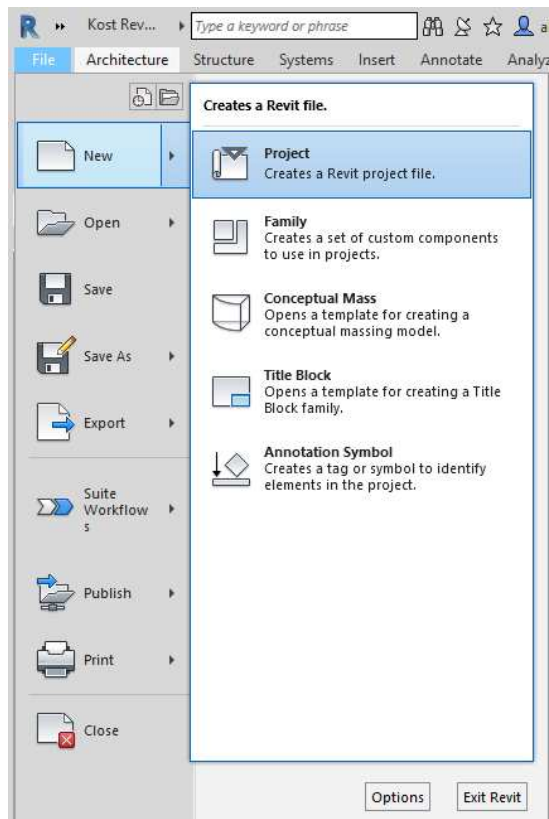 Kost Rev...
Type a keyword or phrase
File Architecture Structure Systems Insert Annotate Analyz
New
Open
Save
Save As
Export
Suite
Workflow
s
Publish
Print
Close
Creates a Revit file.
Project
Creates a Revit project file.
Family
Creates a set of custom components
to use in projects.
Conceptual Mass
Opens a template for creating a
conceptual massing model.
Title Block
Opens a template for creating a Title
Block family.
Annotation Symbol
Creates a tag or symbol to identify
elements in the project.
Options Exit Revit